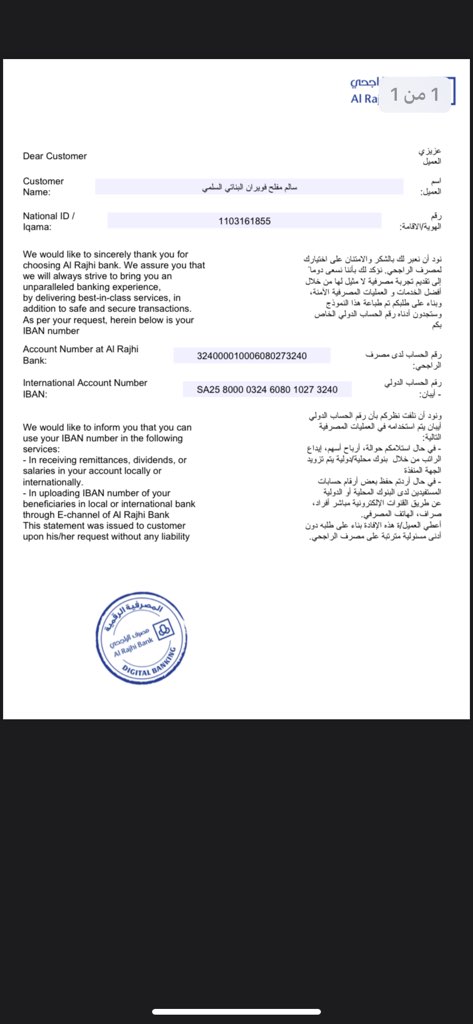 اجحي
Al Ra
1 من 1
Dear Customer
عزيزي
العميل
Customer
Name:
سالم مفلح فويران البناتي السلمي
اسم
العميل:
National ID /
Iqama:
1103161855
رقم
الهوية/الاقامة:
We would like to sincerely thank you for
choosing Al Rajhi bank. We assure you that
we will always strive to bring you an
unparalleled banking experience,
by delivering best-in-class services, in
addition to safe and secure transactions.
As per your request, herein below is your
IBAN number
نود أن نعبر لك بالشكر والامتنان على اختيارك
لمصرف الراجحي. نؤكد لك بأننا نسعى دوماً
إلى تقديم تجربة مصرفية لا مثيل لها من خلال
أفضل الخدمات و العمليات المصرفية الآمنة،
وبناء على طلبكم تم طباعة هذا النموذج
وستجدون أدناه رقم الحساب الدولي الخاص
بكم
Account Number at Al Rajhi
Bank:
324000010006080273240
رقم الحساب لدى مصرف
الراجحي:
International Account Number
IBAN:
SA25 8000 0324 6080 1027 3240
رقم الحساب الدولي
- أيبان:
We would like to inform you that you can
use your IBAN number in the following
services:
- In receiving remittances, dividends, or
salaries in your account locally or
internationally.
- In uploading IBAN number of your
beneficiaries in local or international bank
through E-channel of Al Rajhi Bank
This statement was issued to customer
upon his/her request without any liability
ونود أن نلفت نظركم بأن رقم الحساب الدولي
أيبان يتم استخدامه في العمليات المصرفية
التالية:
- في حال استلامكم حوالة، أرباح أسهم، إيداع
الراتب من خلال بنوك محلية/دولية يتم تزويد
الجهة المنفذة
- في حال أردتم حفظ بعض أرقام حسابات
المستفيدين لدى البنوك المحلية أو الدولية
عن طريق القنوات الإلكترونية مباشر أفراد،
صراف، الهاتف المصرفي.
أعطي العميل/ة هذه الإفادة بناء على طلبه دون
أدنى مسئولية مترتبة على مصرف الراجحي.
المصرفية الرقمية
مصرف الراجحي
Al Rajhi Bank
DIGITAL BANKING